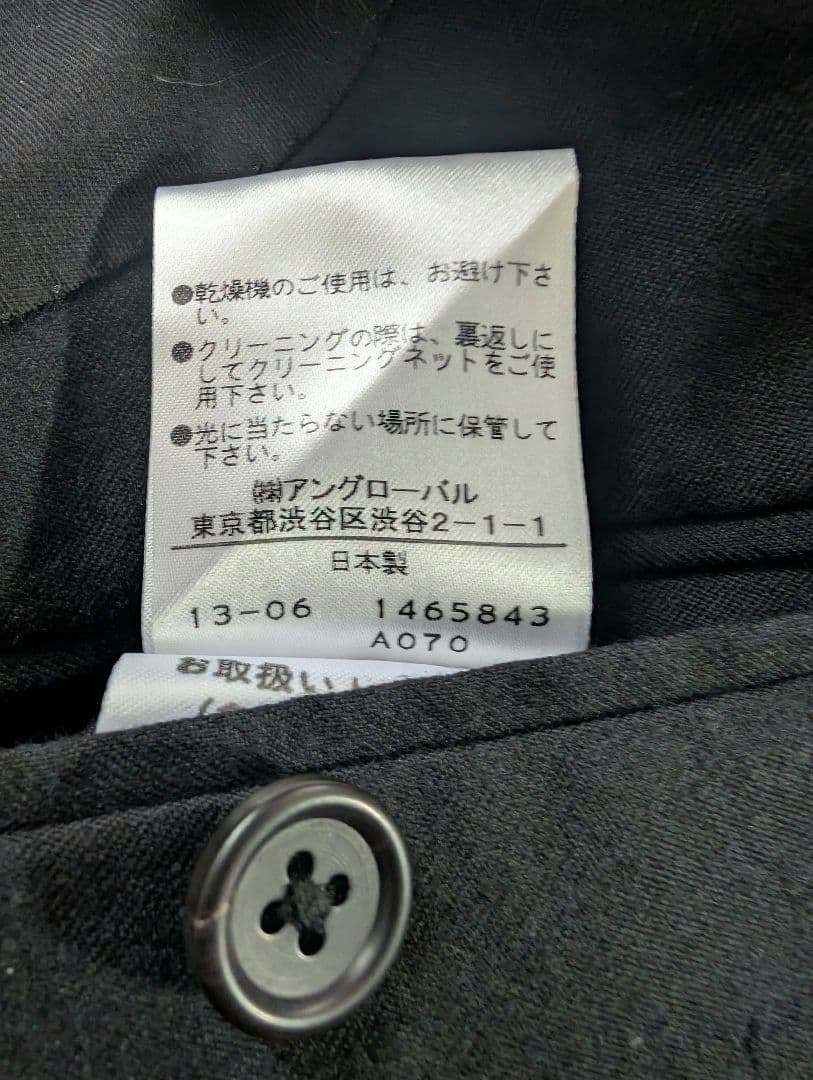 ●乾燥機のご使用は、お避け下さ
い。
●クリーニングの際は、裏返しに
してクリーニングネットをご使
用下さい。
●光に当たらない場所に保管して
下さい。
㈱アングローバル
東京都渋谷区渋谷2-1-1
日本製
13-06 1465843
A070
お取扱い